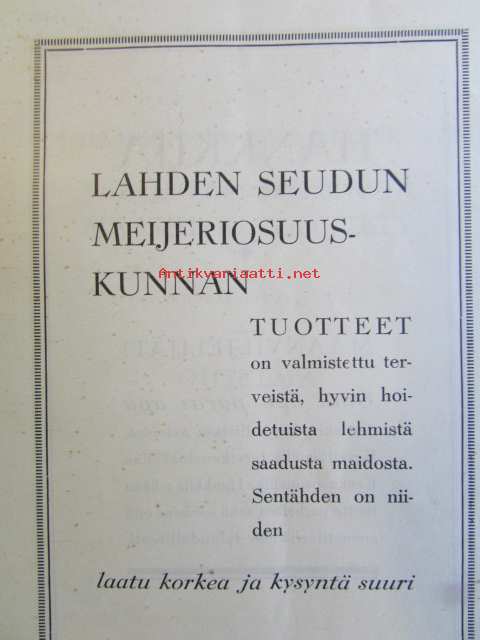 LAHDEN SEUDUN
MEIJERIOSUUS-
KUNNAN
Antikvariaatti.net
TUOTTEET
on valmistettu ter-
veistä, hyvin hoi-
detuista lehmistä
saadusta maidosta.
Sentähden on nii-
den
laatu korkea ja kysyntä suuri